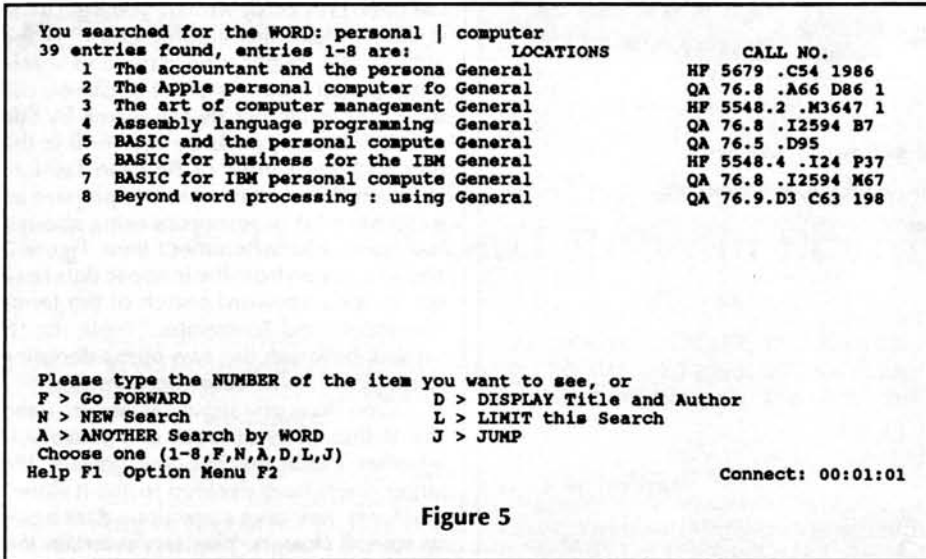 You searched for the WORD: personal | computer
39 entries found, entries 1-8 are: LOCATIONS CALL NO.
1 The accountant and the persona General HF 5679 .C54 1986
2 The Apple personal computer fo General QA 76.8 .A66 D86 1
3 The art of computer management General HF 5548.2 .M3647 1
4 Assembly language programming General QA 76.8 .I2594 B7
5 BASIC and the personal compute General QA 76.5 .D95
6 BASIC for business for the IBM General HF 5548.4 .I24 P37
7 BASIC for IBM personal compute General QA 76.8 .I2594 M67
8 Beyond word processing : using General QA 76.9.D3 C63 198
Please type the NUMBER of the item you want to see, or
F > Go FORWARD D > DISPLAY Title and Author
N > NEW Search L > LIMIT this Search
A > ANOTHER Search by WORD J > JUMP
Choose one (1-8,F,N,A,D,L,J)
Help F1 Option Menu F2 Connect: 00:01:01
Figure 5